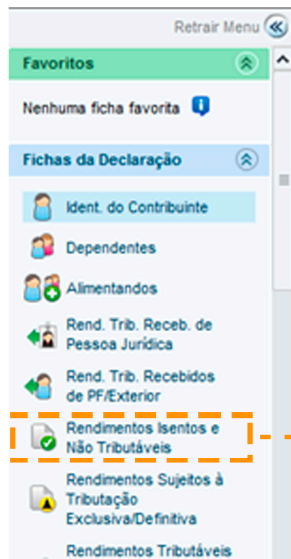 Retrair Menu
Favoritos
Nenhuma ficha favorita
Fichas da Declaração
Ident. do Contribuinte
Dependentes
Alimentandos
Rend. Trib. Receb. de
Pessoa Jurídica
Rend. Trib. Recebidos
de PF/Exterior
Rendimentos Isentos e
Não Tributáveis
Rendimentos Sujeitos à
Tributação
Exclusiva/Definitiva
Rendimentos Tributáveis